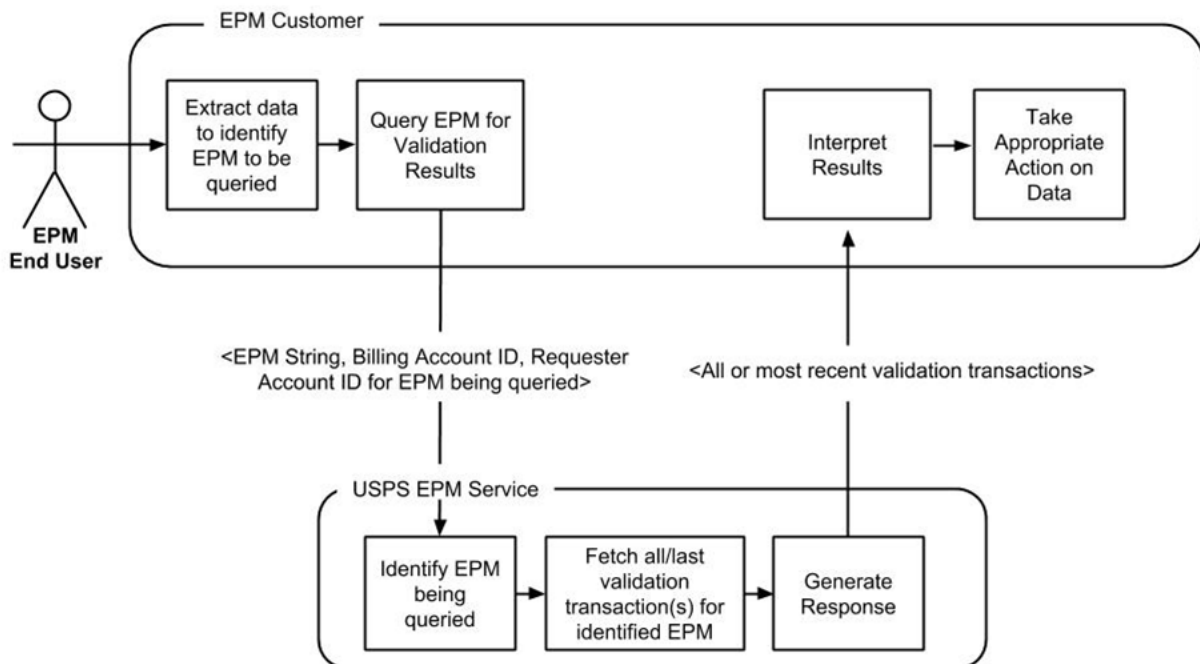 EPM Customer
Extract data
to identify
EPM to be
queried
Query EPM for
Validation
Results
Interpret
Results
Take
Appropriate
Action on
Data
EPM
End User
<EPM String, Billing Account ID, Requester
Account ID for EPM being queried>
<All or most recent validation transactions>
USPS EPM Service
Identify EPM
being
queried
Fetch all/last
validation
transaction(s) for
identified EPM
Generate
Response